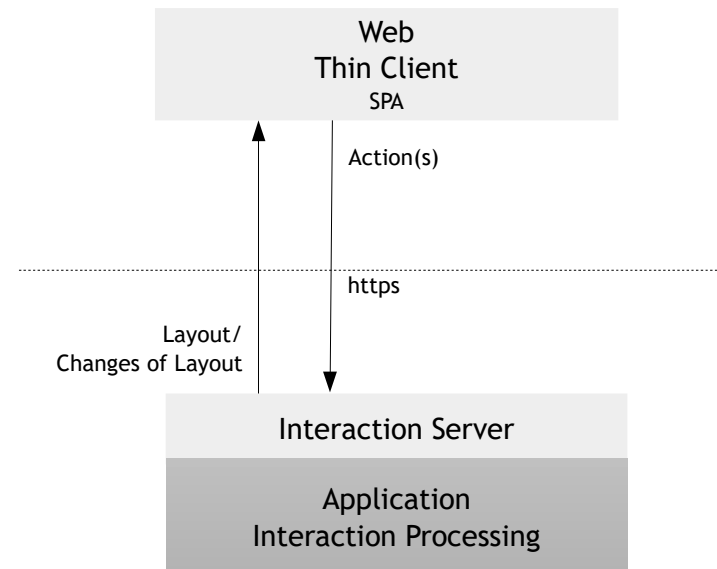 Web
Thin Client
SPA
Action(s)
https
Layout/
Changes of Layout
Interaction Server
Application
Interaction Processing